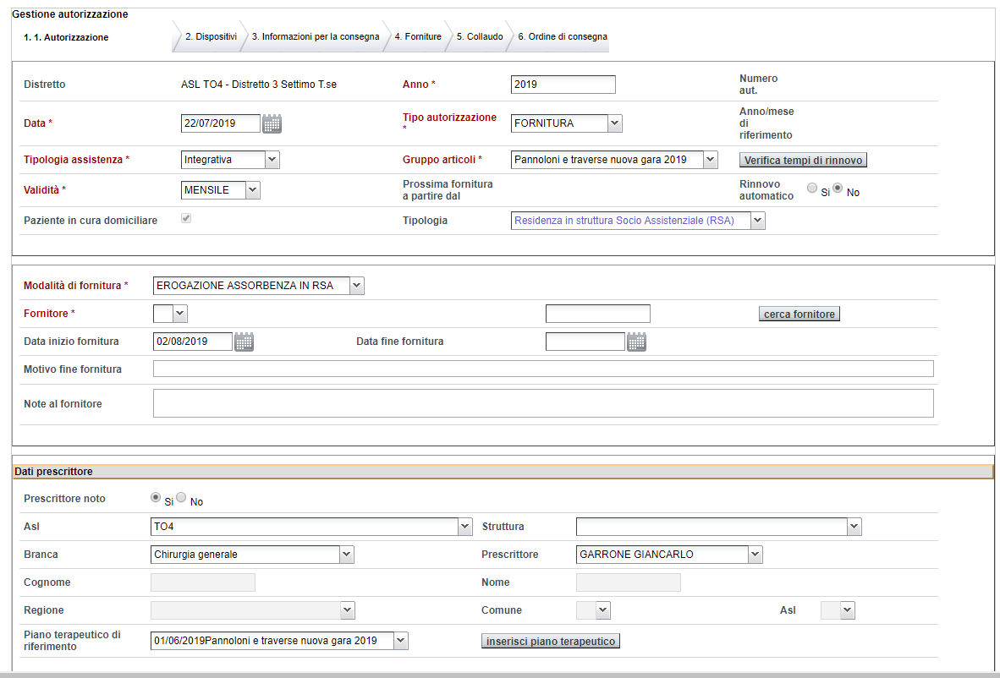 Gestione autorizzazione
1. 1. Autorizzazione 2. Dispositivi 3. Informazioni per la consegna 4. Forniture 5. Collaudo 6. Ordine di consegna
Distretto ASL TO4 - Distretto 3 Settimo T.se Anno * 2019 Numero aut.
Data * 22/07/2019 Tipo autorizzazione * FORNITURA Anno/mese di riferimento
Tipologia assistenza * Integrativa Gruppo articoli * Pannoloni e traverse nuova gara 2019 Verifica tempi di rinnovo
Validità * MENSILE Prossima fornitura a partire dal Rinnovo automatico Si No
Paziente in cura domiciliare Tipologia Residenza in struttura Socio Assistenziale (RSA)
Modalità di fornitura * EROGAZIONE ASSORBENZA IN RSA
Fornitore * cerca fornitore
Data inizio fornitura 02/08/2019 Data fine fornitura
Motivo fine fornitura
Note al fornitore
Dati prescrittore
Prescrittore noto Si No
Asl TO4 Struttura
Branca Chirurgia generale Prescrittore GARRONE GIANCARLO
Cognome Nome
Regione Comune Asl
Piano terapeutico di riferimento 01/06/2019Pannoloni e traverse nuova gara 2019 inserisci piano terapeutico